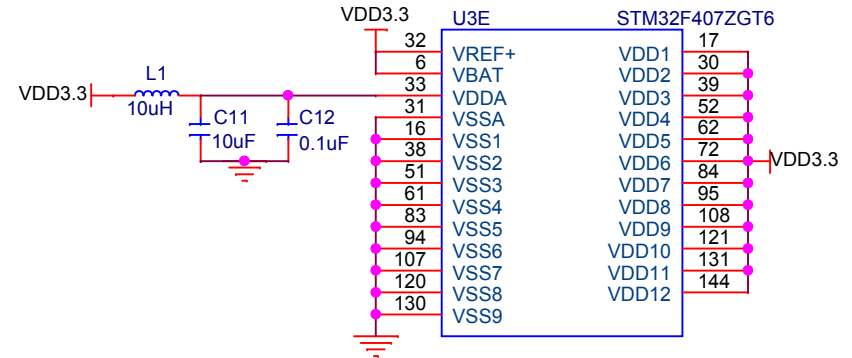 VDD3.3
U3E
STM32F407ZGT6
32
VREF+
VDD1
17
6
VBAT
VDD2
30
VDD3.3
L1
10uH
33
VDDA
VDD3
39
31
VSSA
VDD4
52
C11
10uF
C12
0.1uF
16
VSS1
VDD5
62
38
VSS2
VDD6
72
VDD3.3
51
VSS3
VDD7
84
61
VSS4
VDD8
95
83
VSS5
VDD9
108
94
VSS6
VDD10
121
107
VSS7
VDD11
131
120
VSS8
VDD12
144
130
VSS9